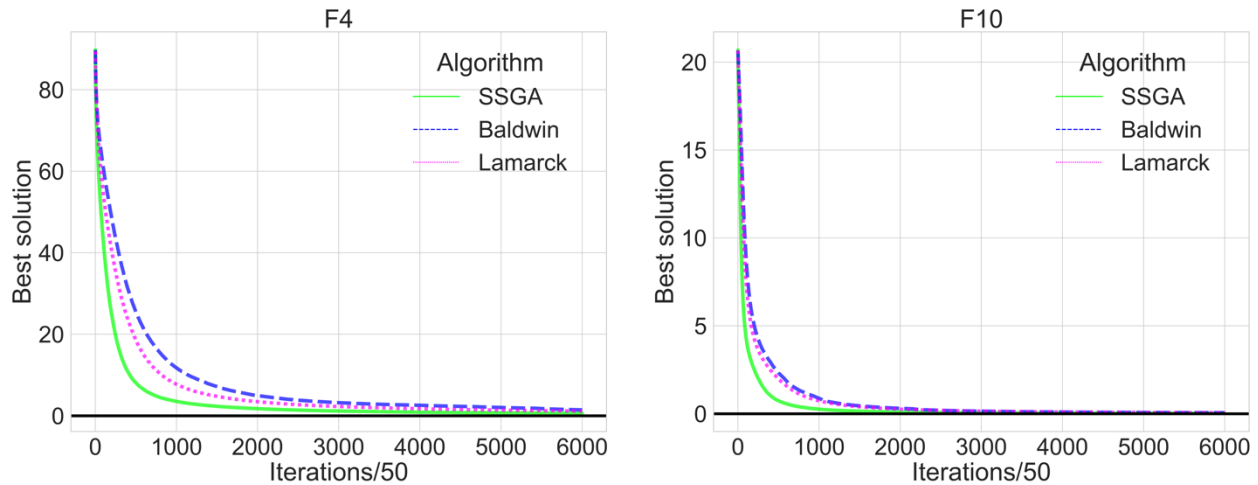 F4
Best solution
80
60
40
20
0
Algorithm
SSGA
Baldwin
Lamarck
0 1000 2000 3000 4000 5000 6000
Iterations/50
F10
Best solution
20
15
10
5
0
Algorithm
SSGA
Baldwin
Lamarck
0 1000 2000 3000 4000 5000 6000
Iterations/50